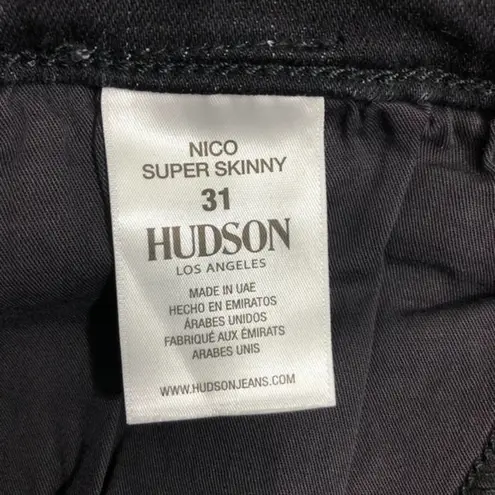 NICO
SUPER SKINNY
31
HUDSON
LOS ANGELES
MADE IN UAE
HECHO EN EMIRATOS
ÁRABES UNIDOS
FABRIQUÉ AUX ÉMIRATS
ARABES UNIS
WWW.HUDSONJEANS.COM